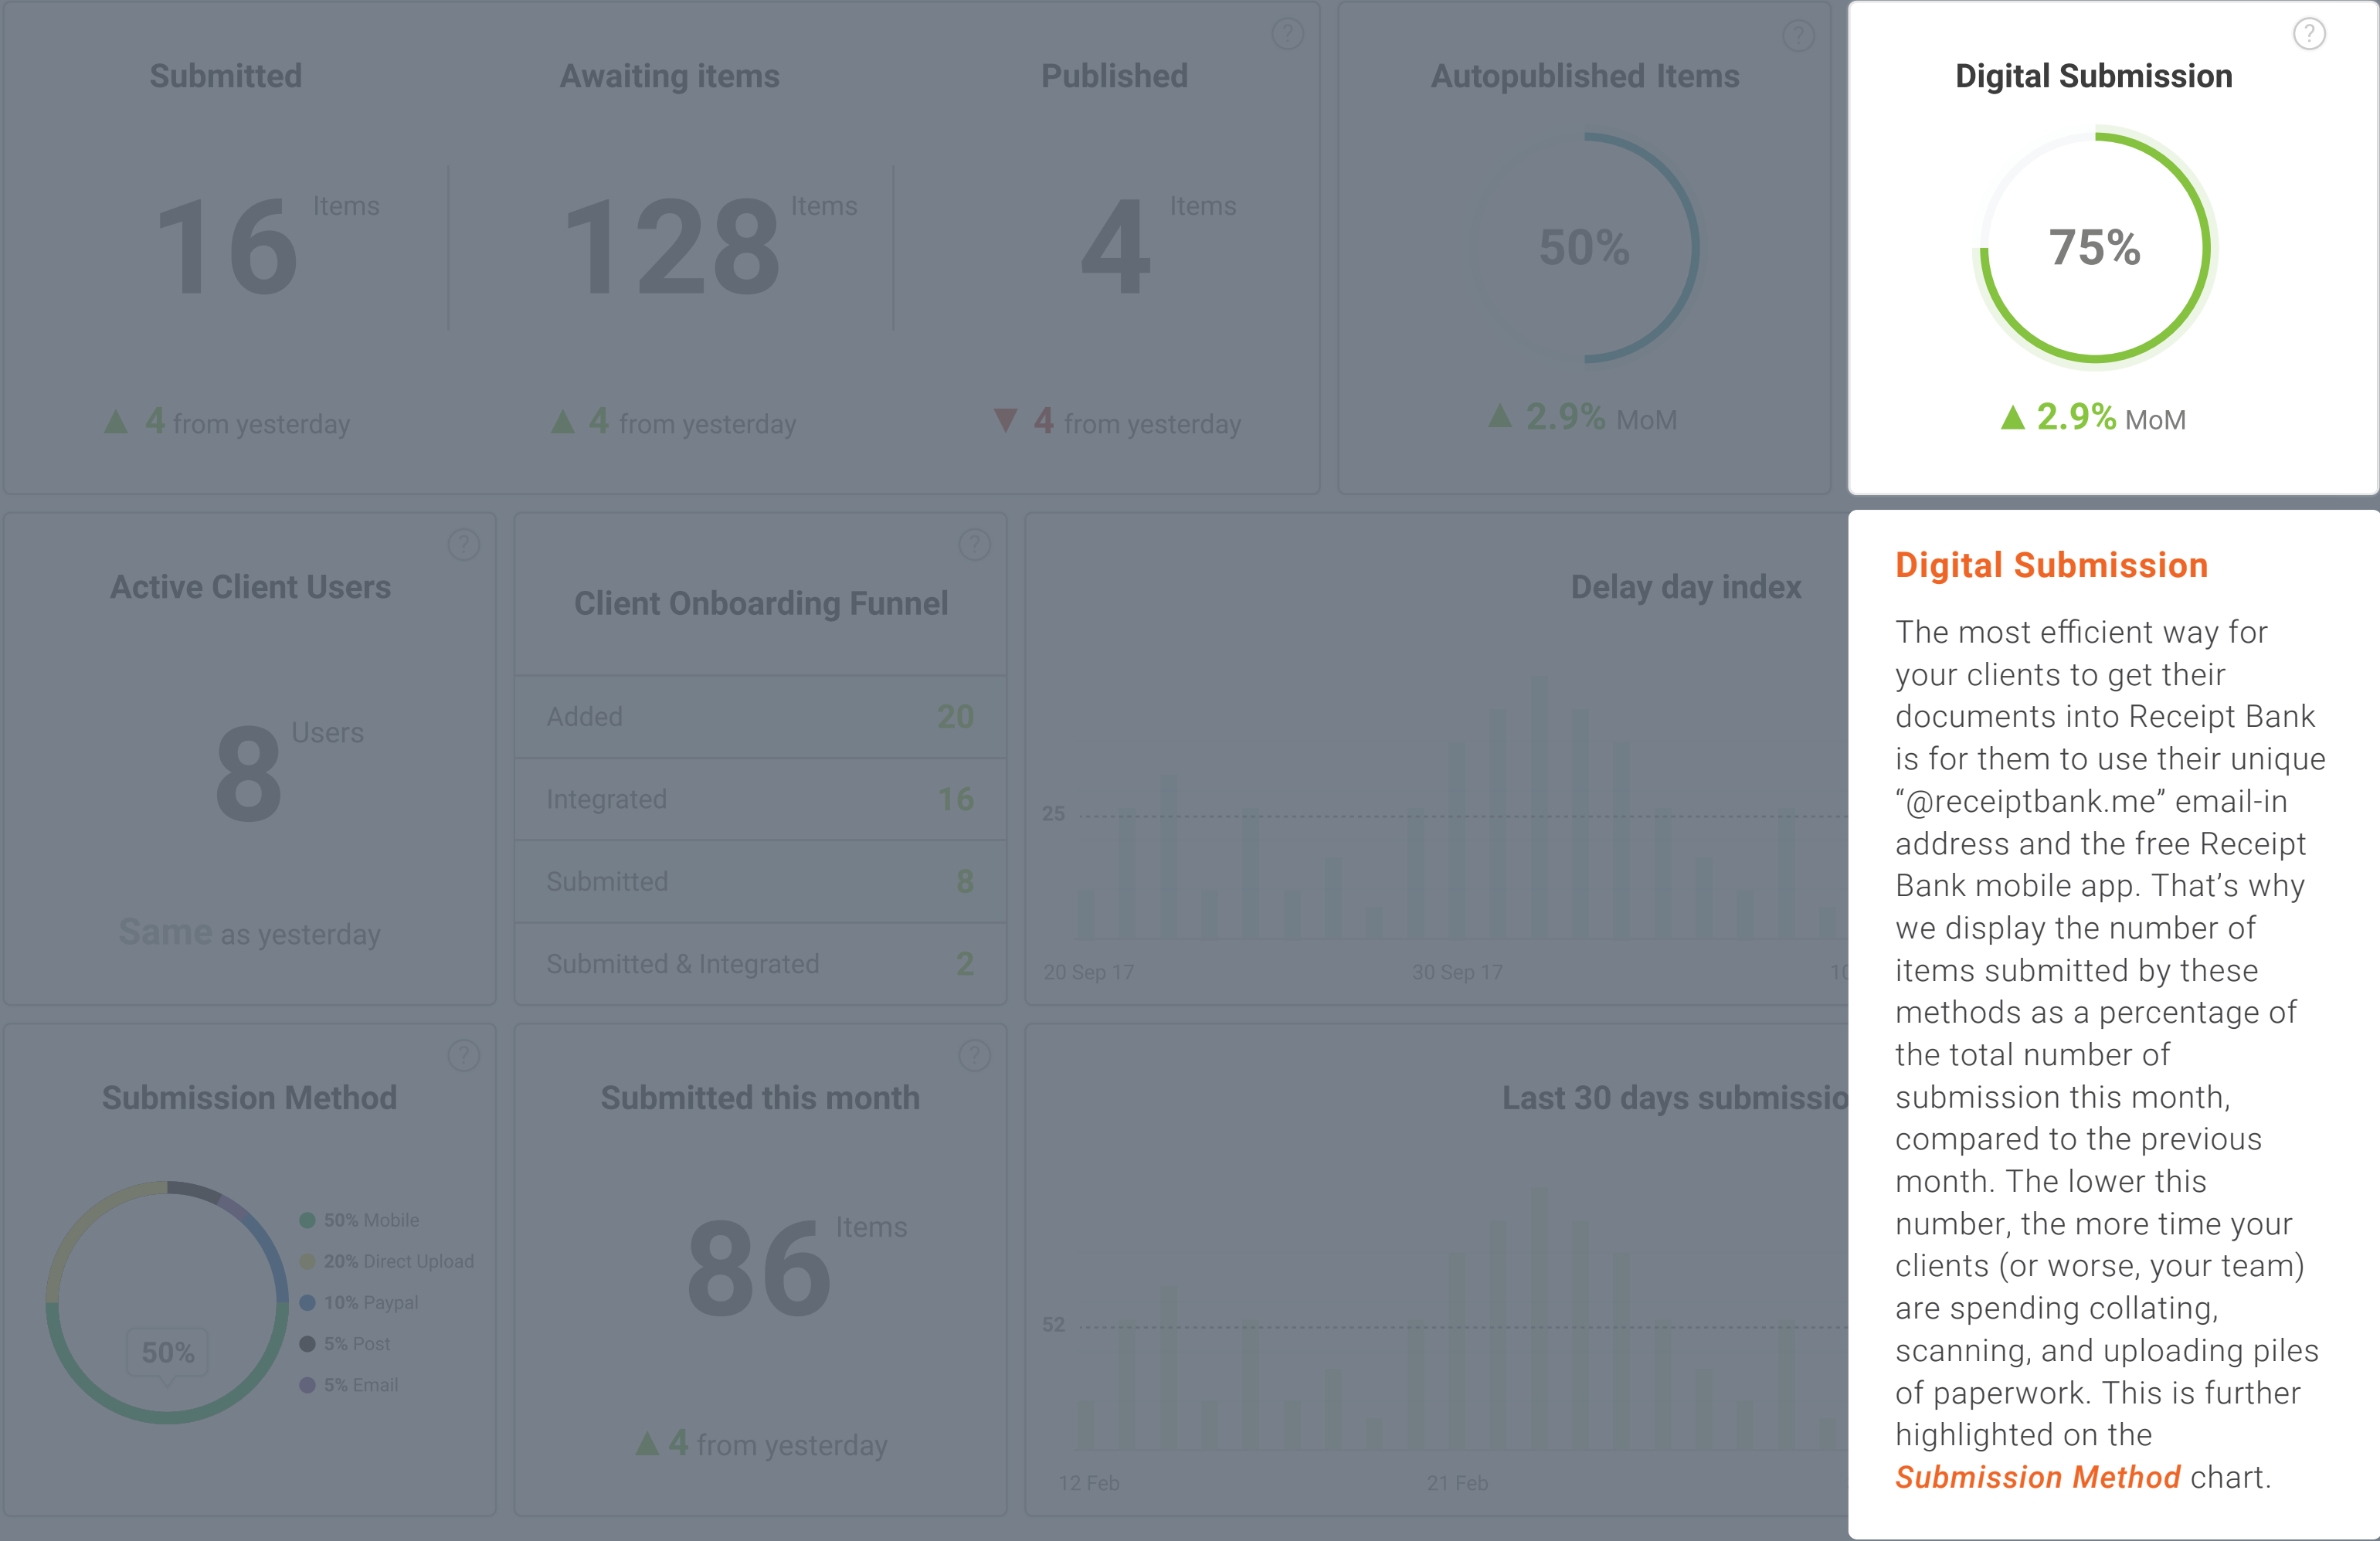 Submitted
Awaiting items
Published
?
16 Items
128 Items
4 Items
▲ 4 from yesterday
▲ 4 from yesterday
▼ 4 from yesterday
Autopublished Items
?
50%
▲ 2.9% MoM
Digital Submission
?
75%
▲ 2.9% MoM
Active Client Users
?
8 Users
Same as yesterday
?
Client Onboarding Funnel
Added 20
Integrated 16
Submitted 8
Submitted & Integrated 2
Delay day index
25
20 Sep 17
30 Sep 17
10
Digital Submission
The most efficient way for
your clients to get their
documents into Receipt Bank
is for them to use their unique
“@receiptbank.me” email-in
address and the free Receipt
Bank mobile app. That’s why
we display the number of
items submitted by these
methods as a percentage of
the total number of
submission this month,
compared to the previous
month. The lower this
number, the more time your
clients (or worse, your team)
are spending collating,
scanning, and uploading piles
of paperwork. This is further
highlighted on the
Submission Method chart.
Submission Method
?
50%
50% Mobile
20% Direct Upload
10% Paypal
5% Post
5% Email
Submitted this month
?
86 Items
▲ 4 from yesterday
Last 30 days submissio
52
12 Feb
21 Feb